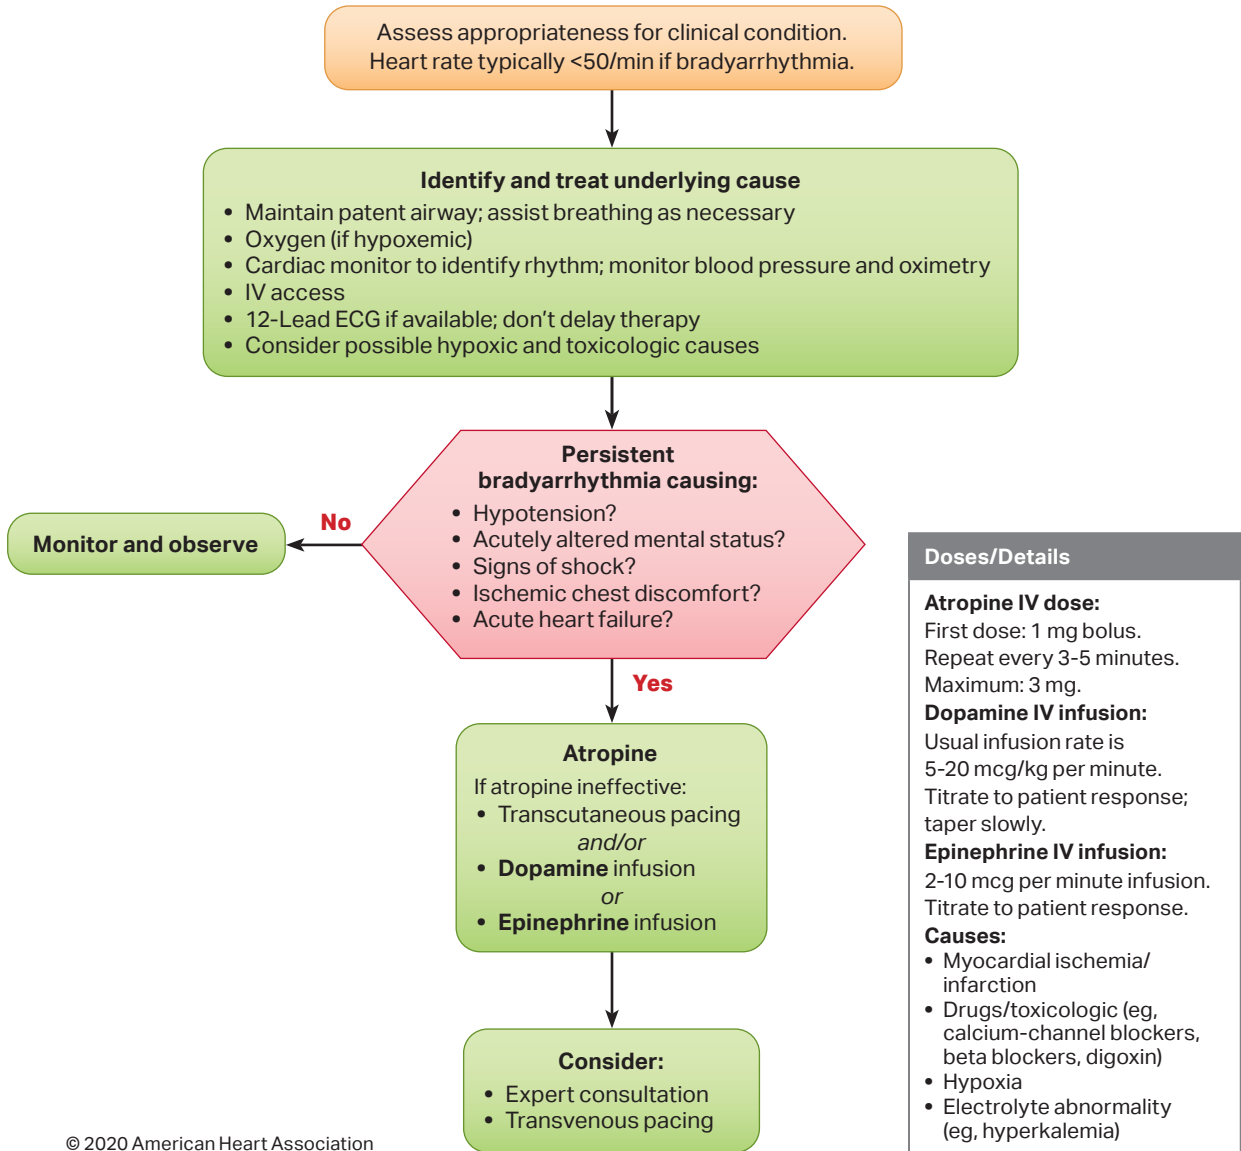 Assess appropriateness for clinical condition.
Heart rate typically <50/min if bradyarrhythmia.
Identify and treat underlying cause
• Maintain patent airway; assist breathing as necessary
• Oxygen (if hypoxemic)
• Cardiac monitor to identify rhythm; monitor blood pressure and oximetry
• IV access
• 12-Lead ECG if available; don't delay therapy
• Consider possible hypoxic and toxicologic causes
Persistent
bradyarrhythmia causing:
• Hypotension?
• Acutely altered mental status?
• Signs of shock?
• Ischemic chest discomfort?
• Acute heart failure?
No
Monitor and observe
Yes
Atropine
If atropine ineffective:
• Transcutaneous pacing
and/or
• Dopamine infusion
or
• Epinephrine infusion
Consider:
• Expert consultation
• Transvenous pacing
Doses/Details
Atropine IV dose:
First dose: 1 mg bolus.
Repeat every 3-5 minutes.
Maximum: 3 mg.
Dopamine IV infusion:
Usual infusion rate is
5-20 mcg/kg per minute.
Titrate to patient response;
taper slowly.
Epinephrine IV infusion:
2-10 mcg per minute infusion.
Titrate to patient response.
Causes:
• Myocardial ischemia/
infarction
• Drugs/toxicologic (eg,
calcium-channel blockers,
beta blockers, digoxin)
• Hypoxia
• Electrolyte abnormality
(eg, hyperkalemia)
© 2020 American Heart Association